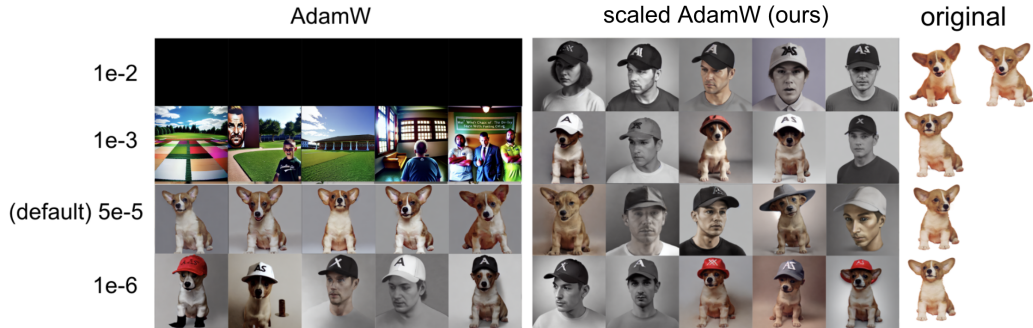 AdamW
scaled AdamW (ours)
original
1e-2
1e-3
(default) 5e-5
1e-6